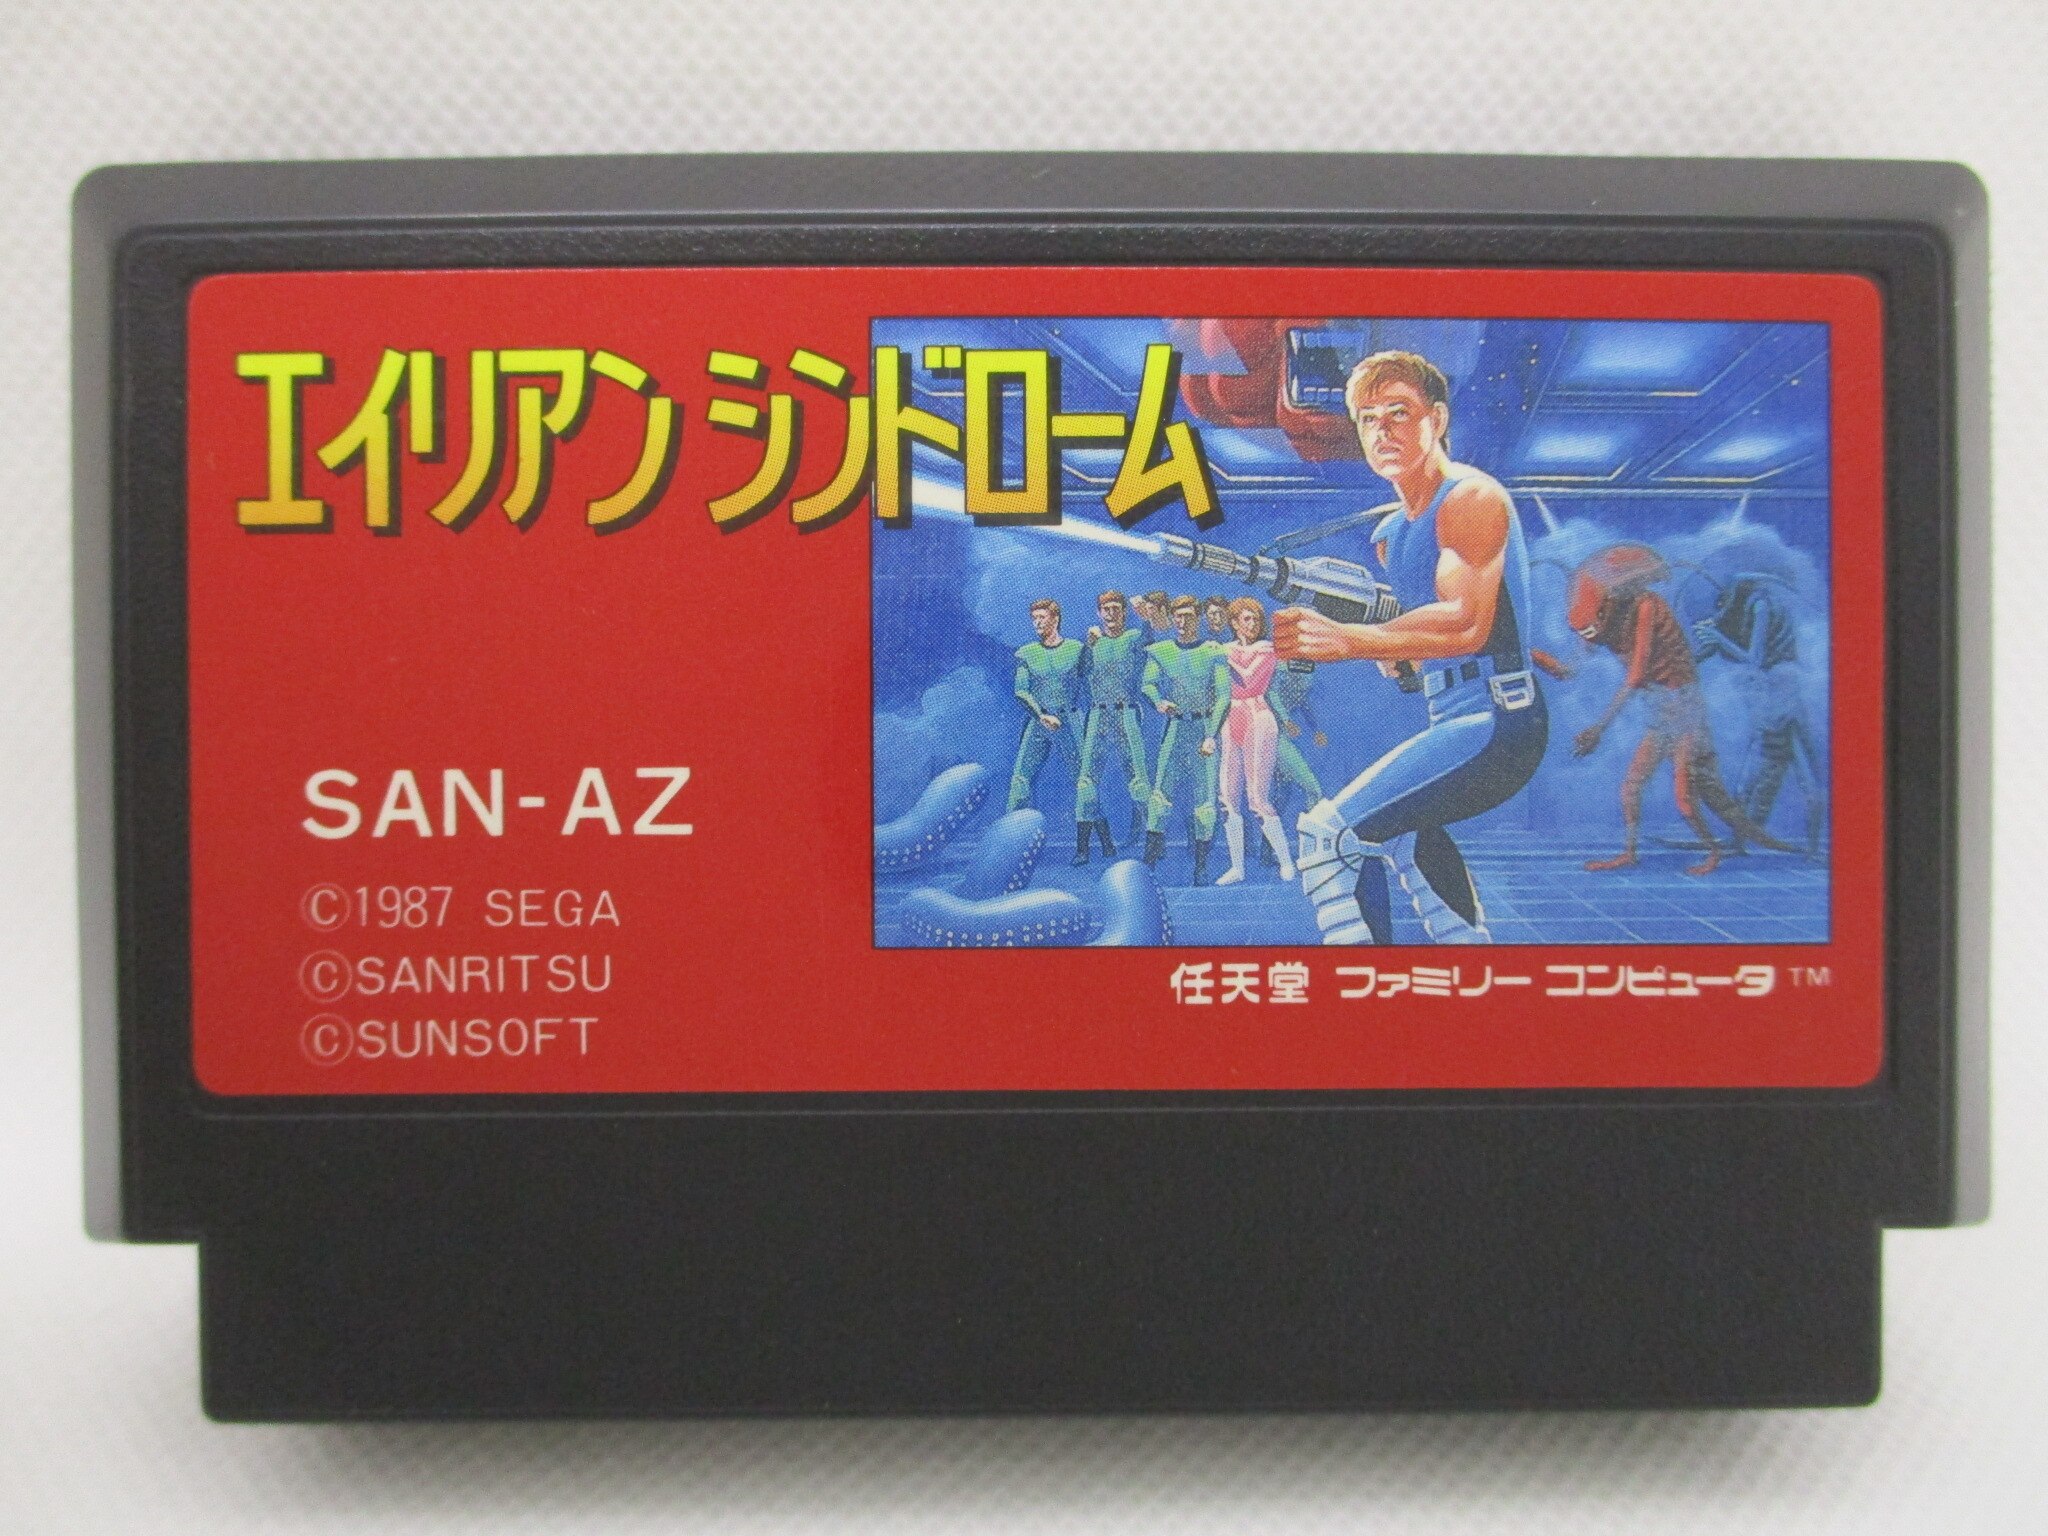 エイリアンシンドローム
SAN-AZ
©1987 SEGA
©SANRITSU
©SUNSOFT
任天堂 ファミリー コンピュータ TM